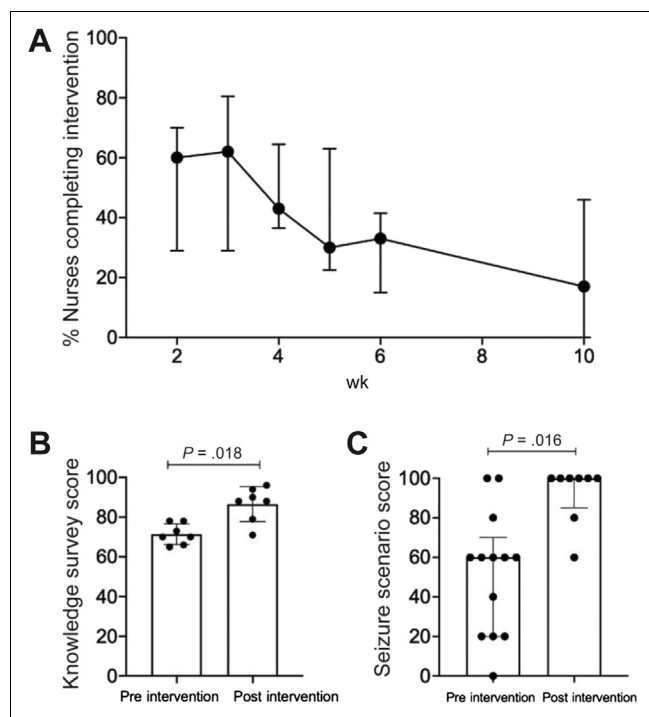 A
% Nurses completing intervention
100
80
60
40
20
0
2 4 6 8 10
wk
B
P = .018
Knowledge survey score
100
80
60
40
20
0
Pre intervention Post intervention
C
P = .016
Seizure scenario score
100
80
60
40
20
0
Pre intervention Post intervention